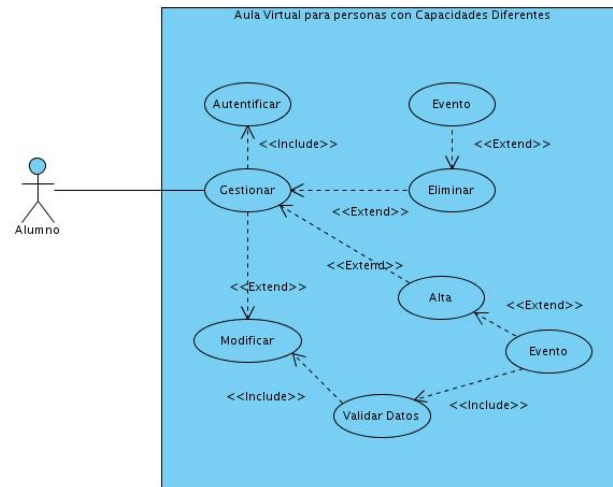 Aula Virtual para personas con Capacidades Diferentes
Autentificar
Evento
<<Include>>
<<Extend>>
Gestionar
Eliminar
<<Extend>>
Alumno
<<Extend>>
<<Extend>>
Alta
<<Extend>>
Modificar
Evento
<<Include>>
Validar Datos
<<Include>>